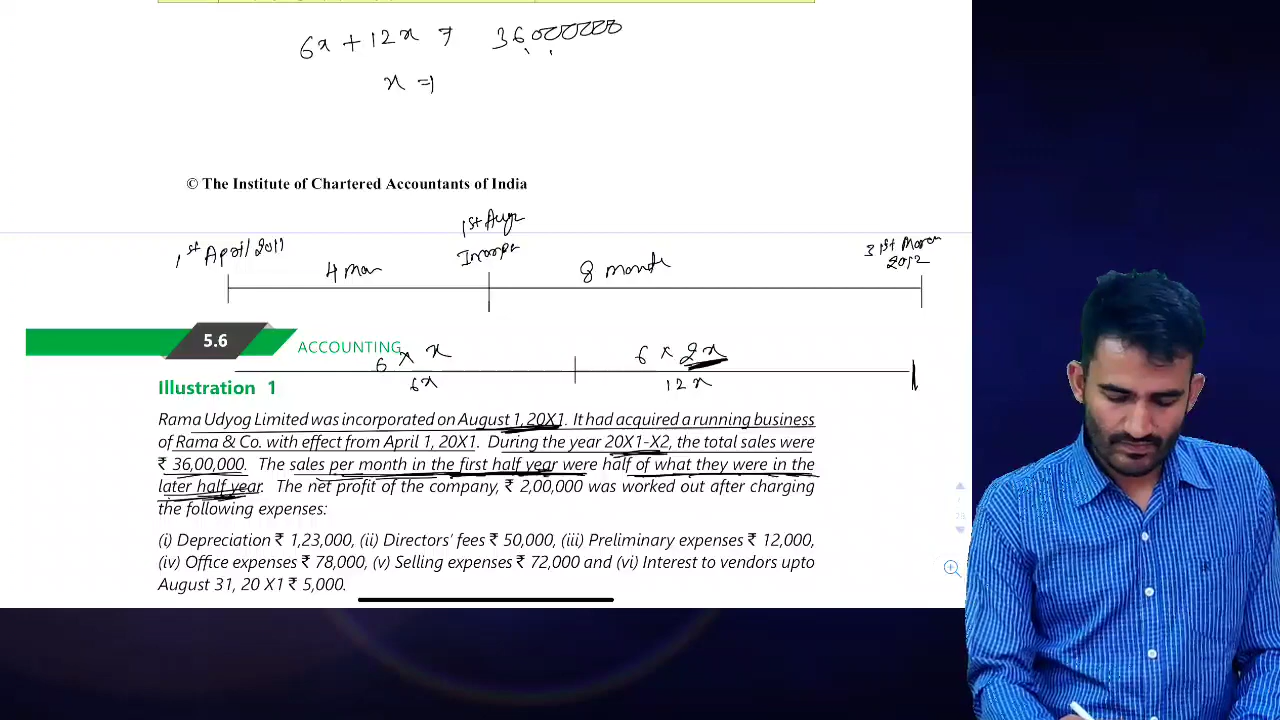 6x + 12x =
x =
© The Institute of Chartered Accountants of India
1st April 2011
4 mon
1st Aug
8 month
31st March 2012
5.6
ACCOUNTING
6 × x
6 × 2x
6x
12x
Illustration 1
Rama Udyog Limited was incorporated on August 1, 20X1. It had acquired a running business
of Rama & Co. with effect from April 1, 20X1. During the year 20X1-X2, the total sales were
₹ 36,00,000. The sales per month in the first half year were half of what they were in the
later half year. The net profit of the company, ₹ 2,00,000 was worked out after charging
the following expenses:
(i) Depreciation ₹ 1,23,000, (ii) Directors' fees ₹ 50,000, (iii) Preliminary expenses ₹ 12,000,
(iv) Office expenses ₹ 78,000, (v) Selling expenses ₹ 72,000 and (vi) Interest to vendors upto
August 31, 20 X1 ₹ 5,000.